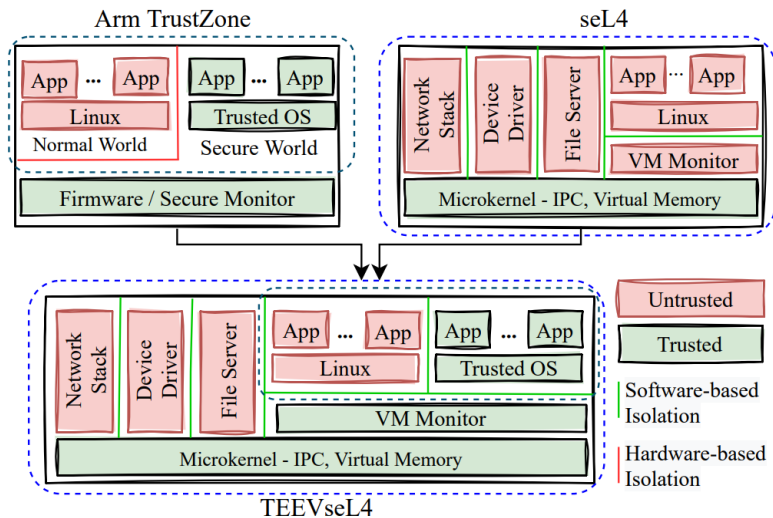 Arm TrustZone
App ... App
Linux
Normal World
App ... App
Trusted OS
Secure World
Firmware / Secure Monitor
seL4
Network
Stack
Device
Driver
File Server
App ... App
Linux
VM Monitor
Microkernel - IPC, Virtual Memory
Network
Stack
Device
Driver
File Server
App ... App
Linux
App ... App
Trusted OS
VM Monitor
Microkernel - IPC, Virtual Memory
TEEVseL4
Untrusted
Trusted
Software-based
Isolation
Hardware-based
Isolation